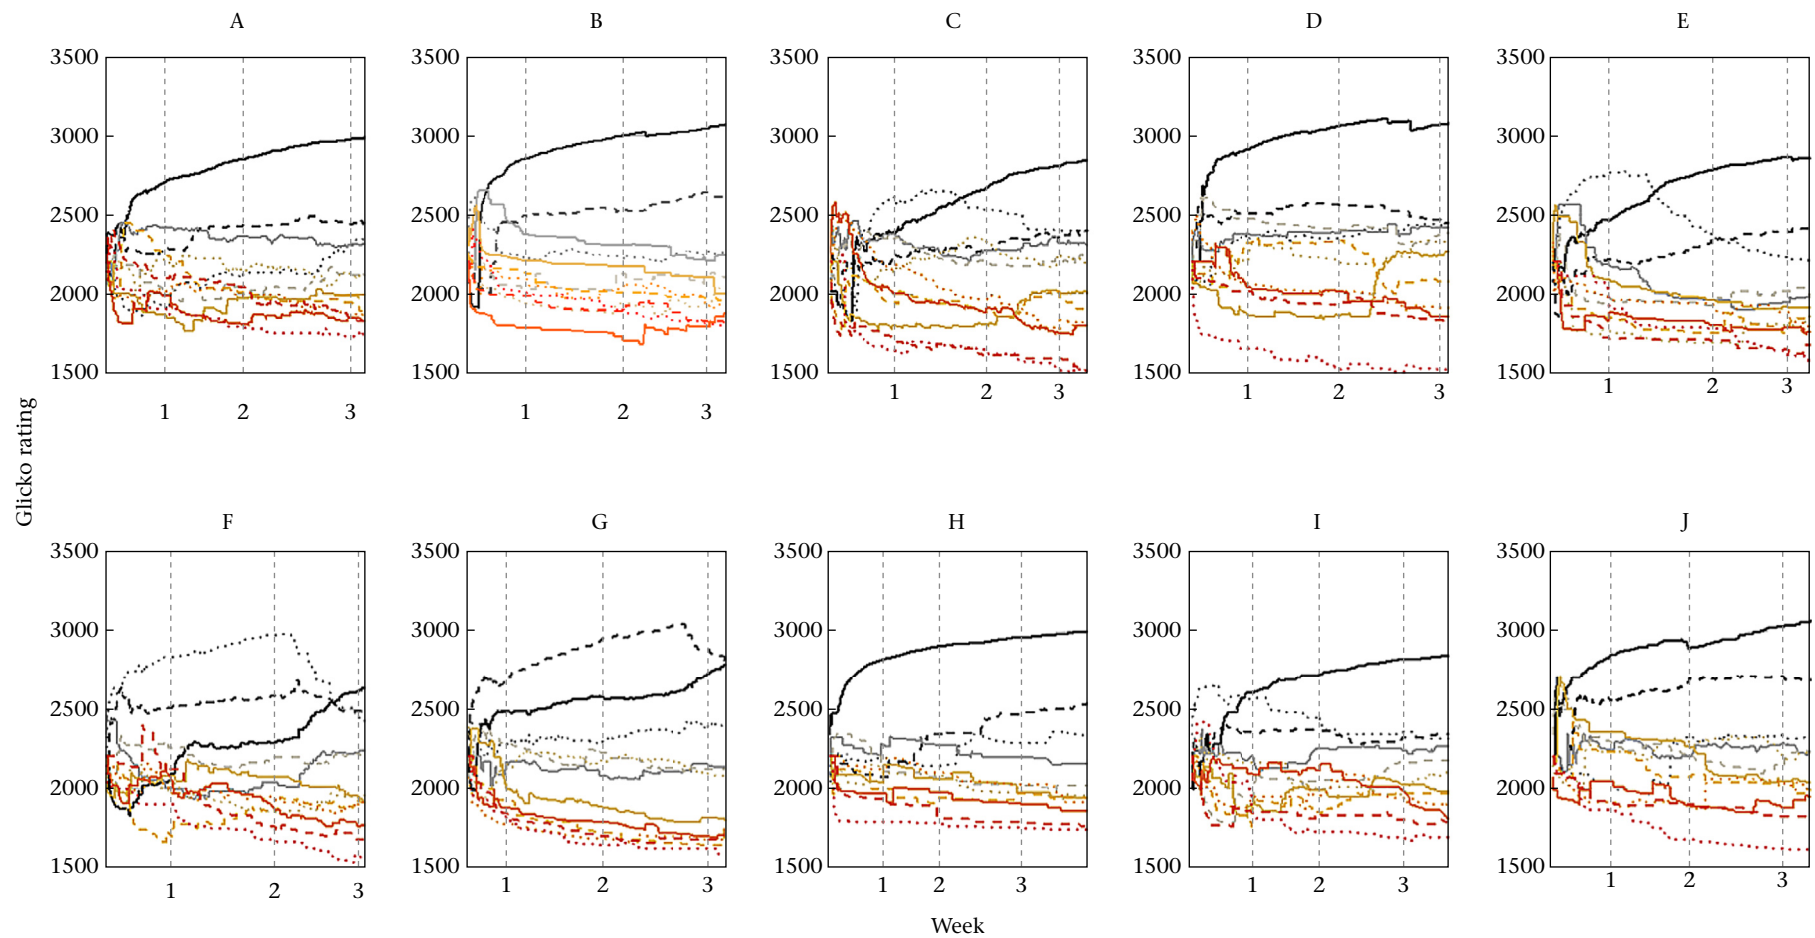 A B C D E
3500 3500 3500 3500 3500
3000 3000 3000 3000 3000
2500 2500 2500 2500 2500
2000 2000 2000 2000 2000
1500 1500 1500 1500 1500
1 2 3 1 2 3 1 2 3 1 2 3 1 2 3
Glicko rating
F G H I J
3500 3500 3500 3500 3500
3000 3000 3000 3000 3000
2500 2500 2500 2500 2500
2000 2000 2000 2000 2000
1500 1500 1500 1500 1500
1 2 3 1 2 3 1 2 3 1 2 3 1 2 3
Week